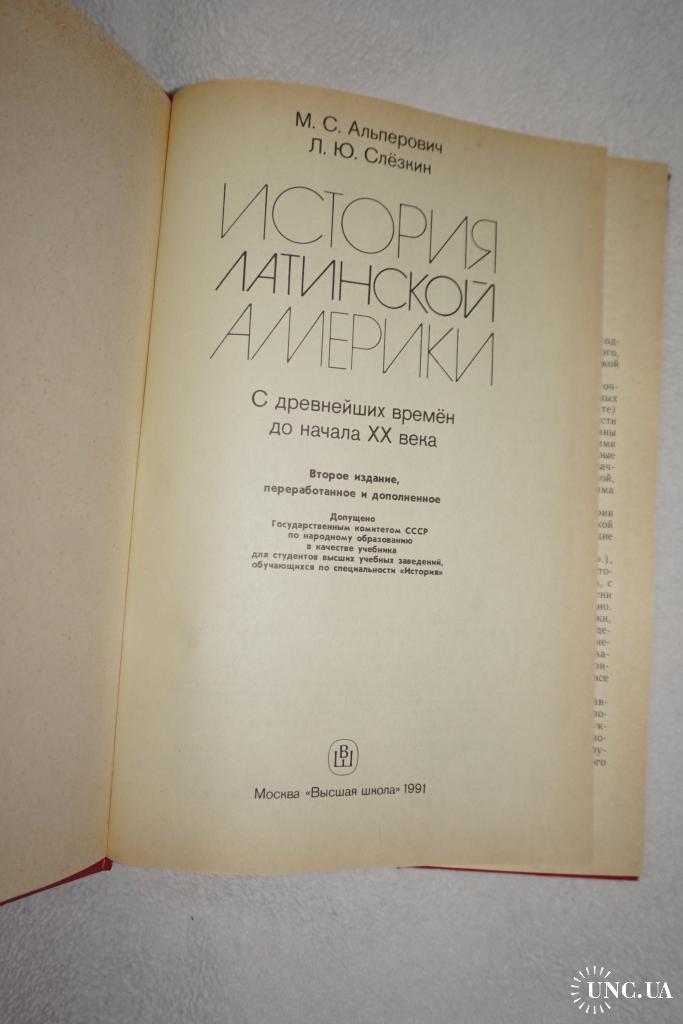 М. С. Альперович
Л. Ю. Слёзкин
ИСТОРИЯ
ЛАТИНСКОЙ
АМЕРИКИ
С древнейших времён
до начала XX века
Второе издание,
переработанное и дополненное
Допущено
Государственным комитетом СССР
по народному образованию
в качестве учебника
для студентов высших учебных заведений,
обучающихся по специальности «История»
ВШ
Москва «Высшая школа» 1991
UNC.UA